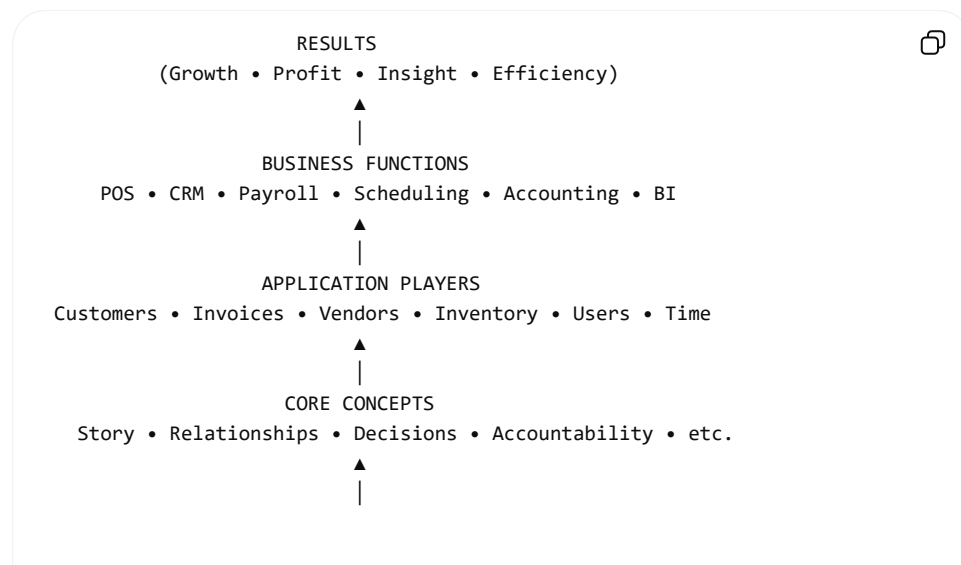 RESULTS
(Growth • Profit • Insight • Efficiency)
▲
│
BUSINESS FUNCTIONS
POS • CRM • Payroll • Scheduling • Accounting • BI
▲
│
APPLICATION PLAYERS
Customers • Invoices • Vendors • Inventory • Users • Time
▲
│
CORE CONCEPTS
Story • Relationships • Decisions • Accountability • etc.
▲
│